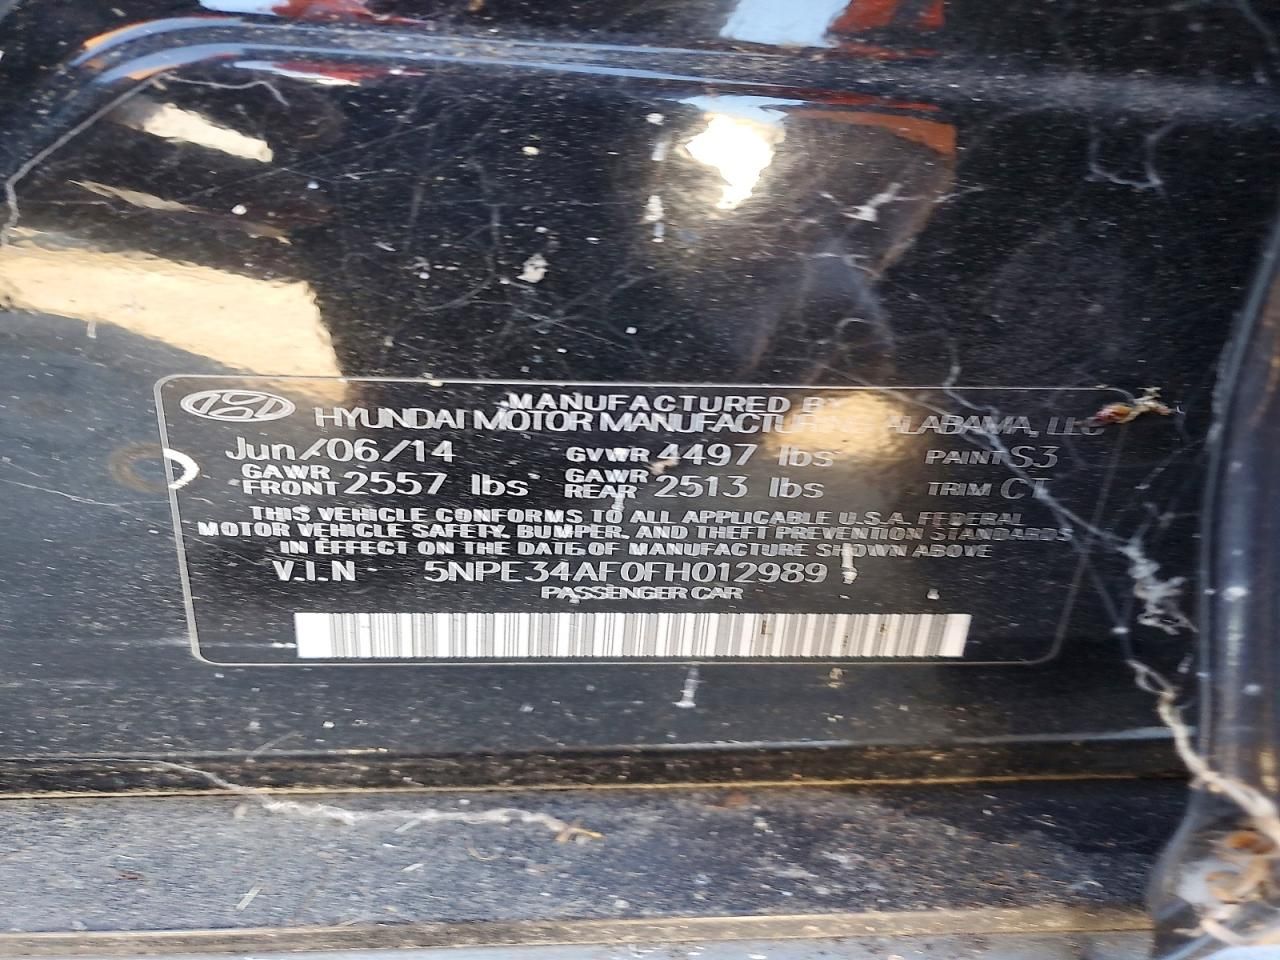 MANUFACTURED BY
HYUNDAI MOTOR MANUFACTURING ALABAMA, LLC
Jun/06/14 GVWR 4497 lbs PAINT S3
GAWR FRONT 2557 lbs GAWR REAR 2513 lbs TRIM CT
THIS VEHICLE CONFORMS TO ALL APPLICABLE U.S.A. FEDERAL
MOTOR VEHICLE SAFETY, BUMPER, AND THEFT PREVENTION STANDARDS
IN EFFECT ON THE DATE OF MANUFACTURE SHOWN ABOVE
V.I.N 5NPE34AF0FH012989
PASSENGER CAR